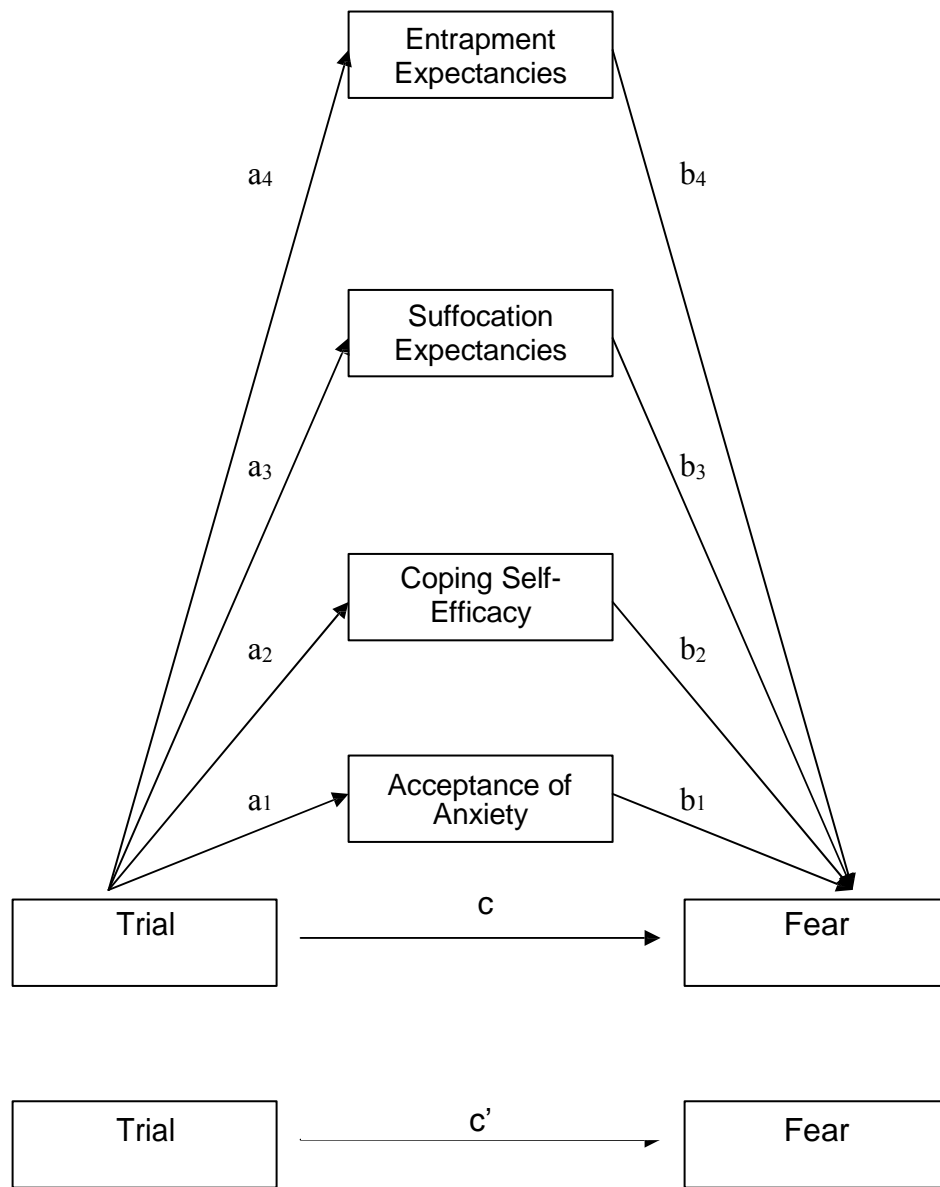 Entrapment
Expectancies
a4
b4
Suffocation
Expectancies
a3
b3
Coping Self-
Efficacy
a2
b2
Acceptance of
Anxiety
a1
b1
Trial
c
Fear
Trial
c’
Fear